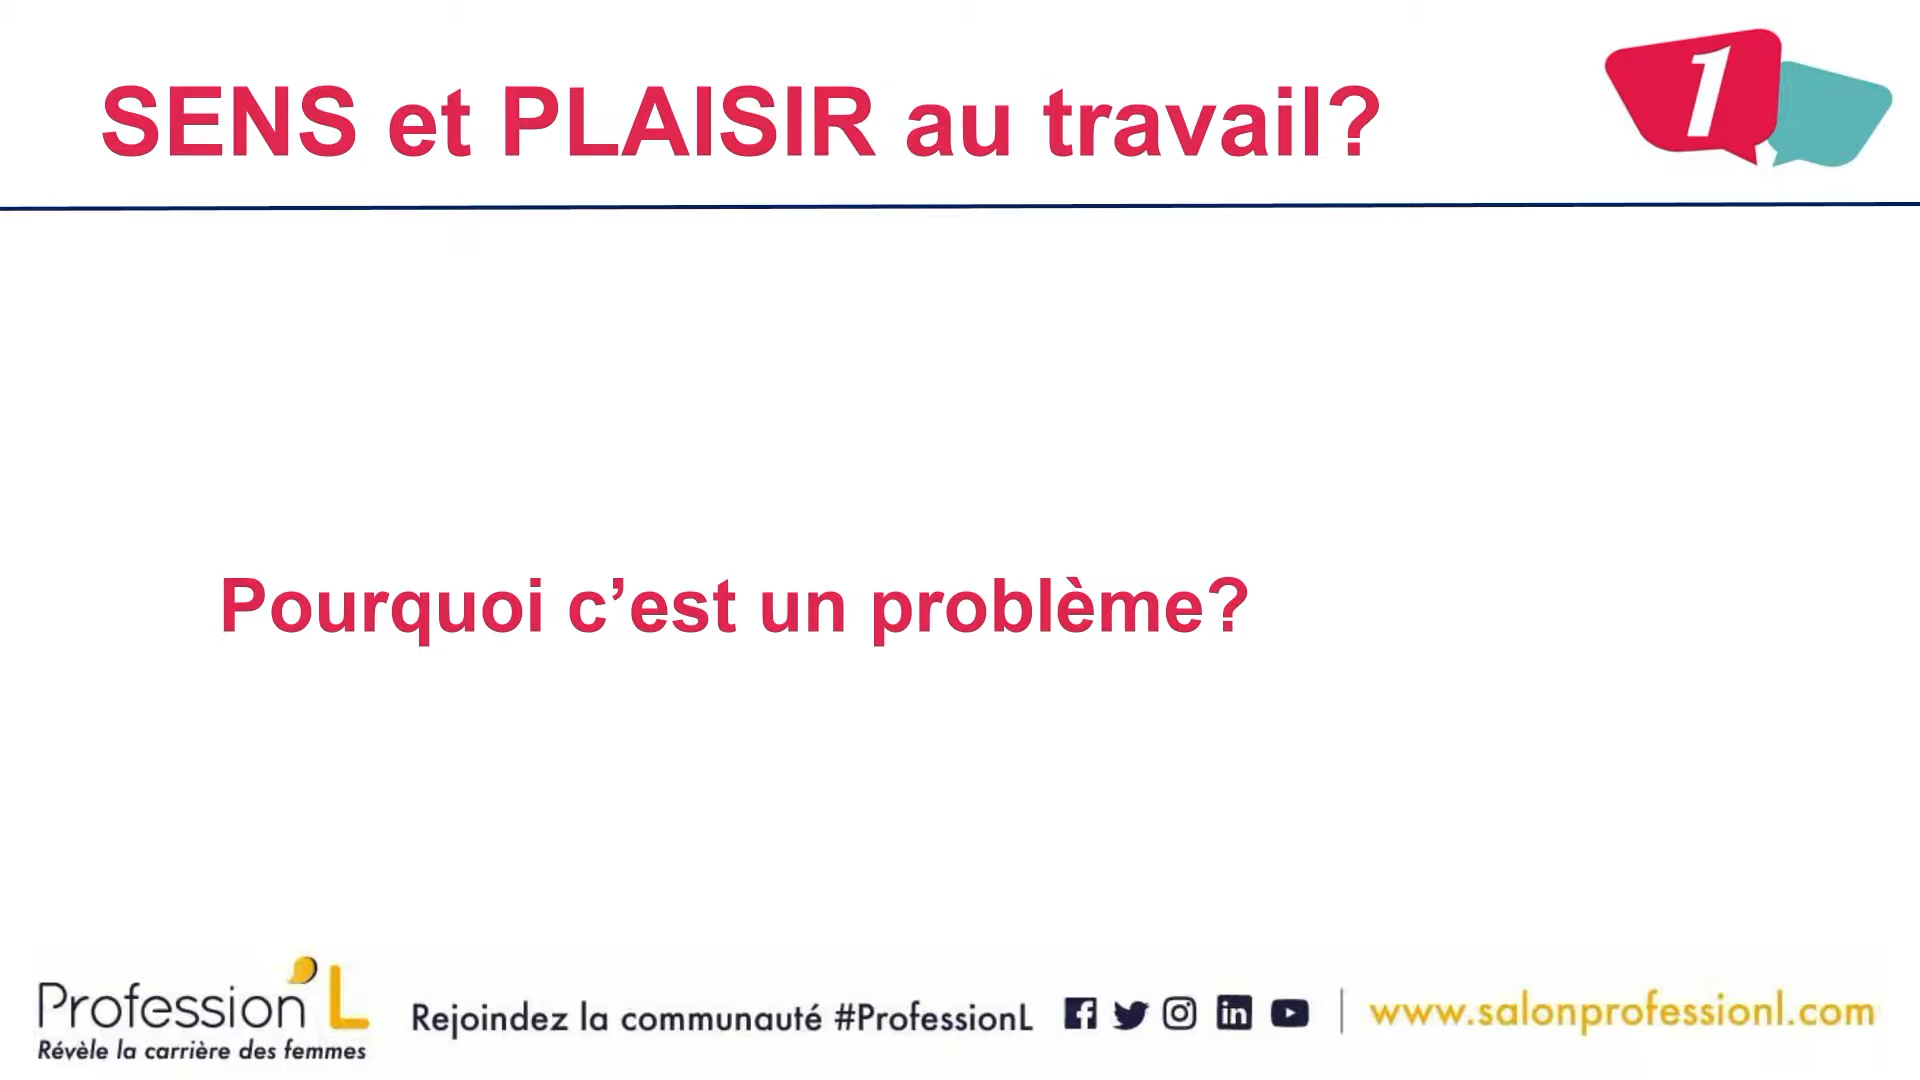 SENS et PLAISIR au travail?
1
Pourquoi c’est un problème?
Profession'L
Révèle la carrière des femmes
Rejoindez la communauté #ProfessionL
www.salonprofessionl.com